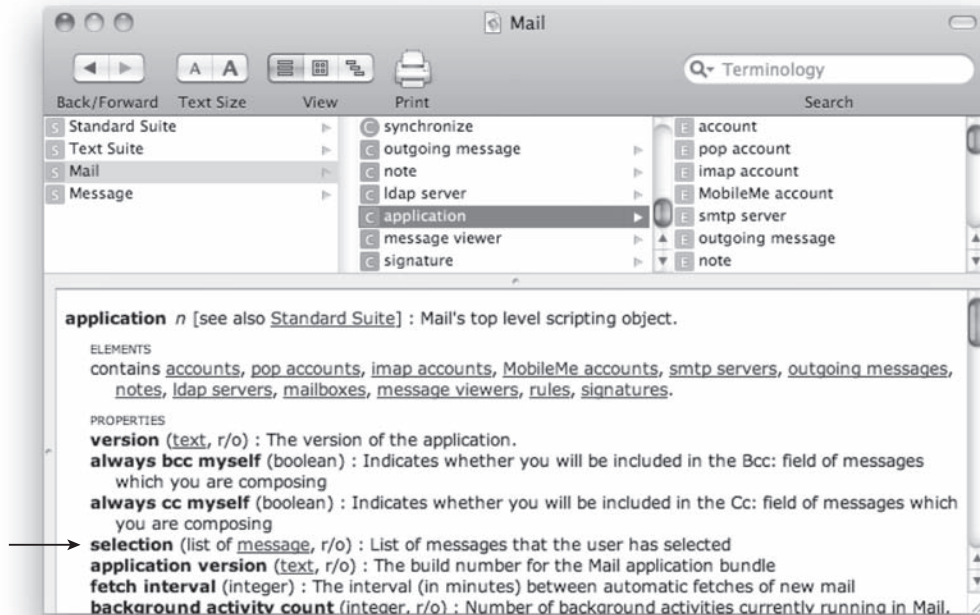 Mail
A A
Terminology
Back/Forward Text Size View Print Search
S Standard Suite
S Text Suite
S Mail
S Message
C synchronize
C outgoing message
C note
C ldap server
C application
C message viewer
C signature
E account
E pop account
E imap account
E MobileMe account
E smtp server
E outgoing message
E note
application n [see also Standard Suite] : Mail's top level scripting object.
ELEMENTS
contains accounts, pop accounts, imap accounts, MobileMe accounts, smtp servers, outgoing messages,
notes, ldap servers, mailboxes, message viewers, rules, signatures.
PROPERTIES
version (text, r/o) : The version of the application.
always bcc myself (boolean) : Indicates whether you will be included in the Bcc: field of messages
which you are composing
always cc myself (boolean) : Indicates whether you will be included in the Cc: field of messages which
you are composing
selection (list of message, r/o) : List of messages that the user has selected
application version (text, r/o) : The build number for the Mail application bundle
fetch interval (integer) : The interval (in minutes) between automatic fetches of new mail
background activity count (integer, r/o) : Number of background activities currently running in Mail,